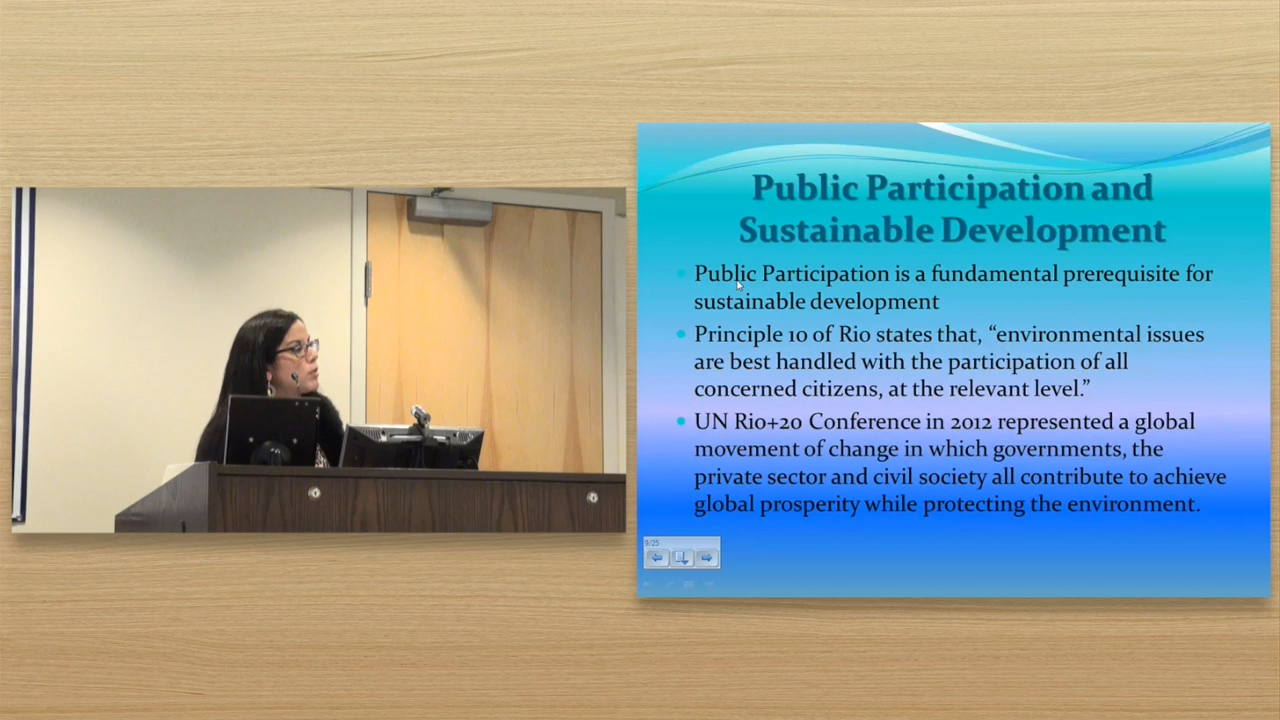 Public Participation and
Sustainable Development
Public Participation is a fundamental prerequisite for
sustainable development
Principle 10 of Rio states that, “environmental issues
are best handled with the participation of all
concerned citizens, at the relevant level.”
UN Rio+20 Conference in 2012 represented a global
movement of change in which governments, the
private sector and civil society all contribute to achieve
global prosperity while protecting the environment.
9/25